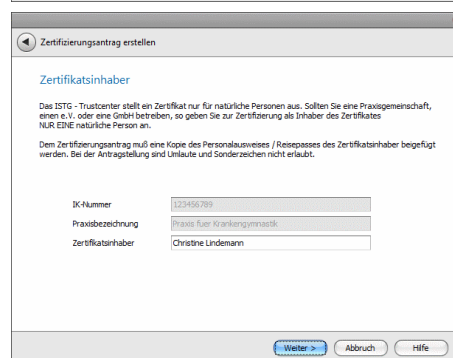 Zertifizierungsantrag erstellen
Zertifikatsinhaber
Das ISTG - Trustcenter stellt ein Zertifikat nur für natürliche Personen aus. Sollten Sie eine Praxisgemeinschaft,
einen e.V. oder eine GmbH betreiben, so geben Sie zur Zertifizierung als Inhaber des Zertifikates
NUR EINE natürliche Person an.
Dem Zertifizierungsantrag muß eine Kopie des Personalausweises / Reisepasses des Zertifikatsinhaber beigefügt
werden. Bei der Antragstellung sind Umlaute und Sonderzeichen nicht erlaubt.
IK-Nummer 123456789
Praxisbezeichnung Praxis fuer Krankengymnastik
Zertifikatsinhaber Christine Lindemann
Weiter > Abbruch Hilfe